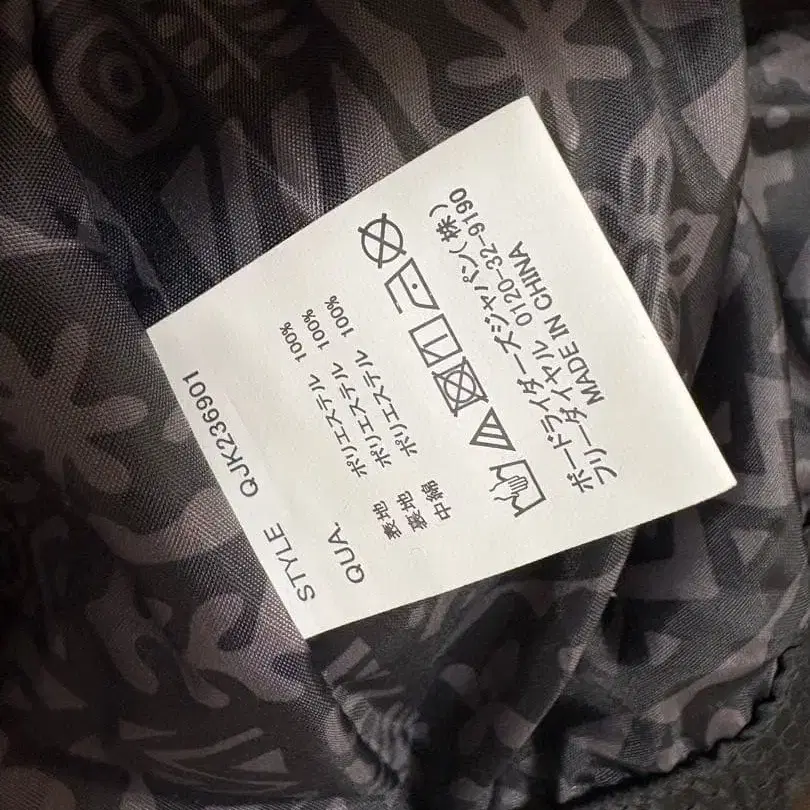 STYLE QJK236901
QUA.
表地 ポリエステル 100%
裏地 ポリエステル 100%
中綿 ポリエステル 100%
ボードライダーズジャパン(株)
フリーダイヤル 0120-32-9190
MADE IN CHINA